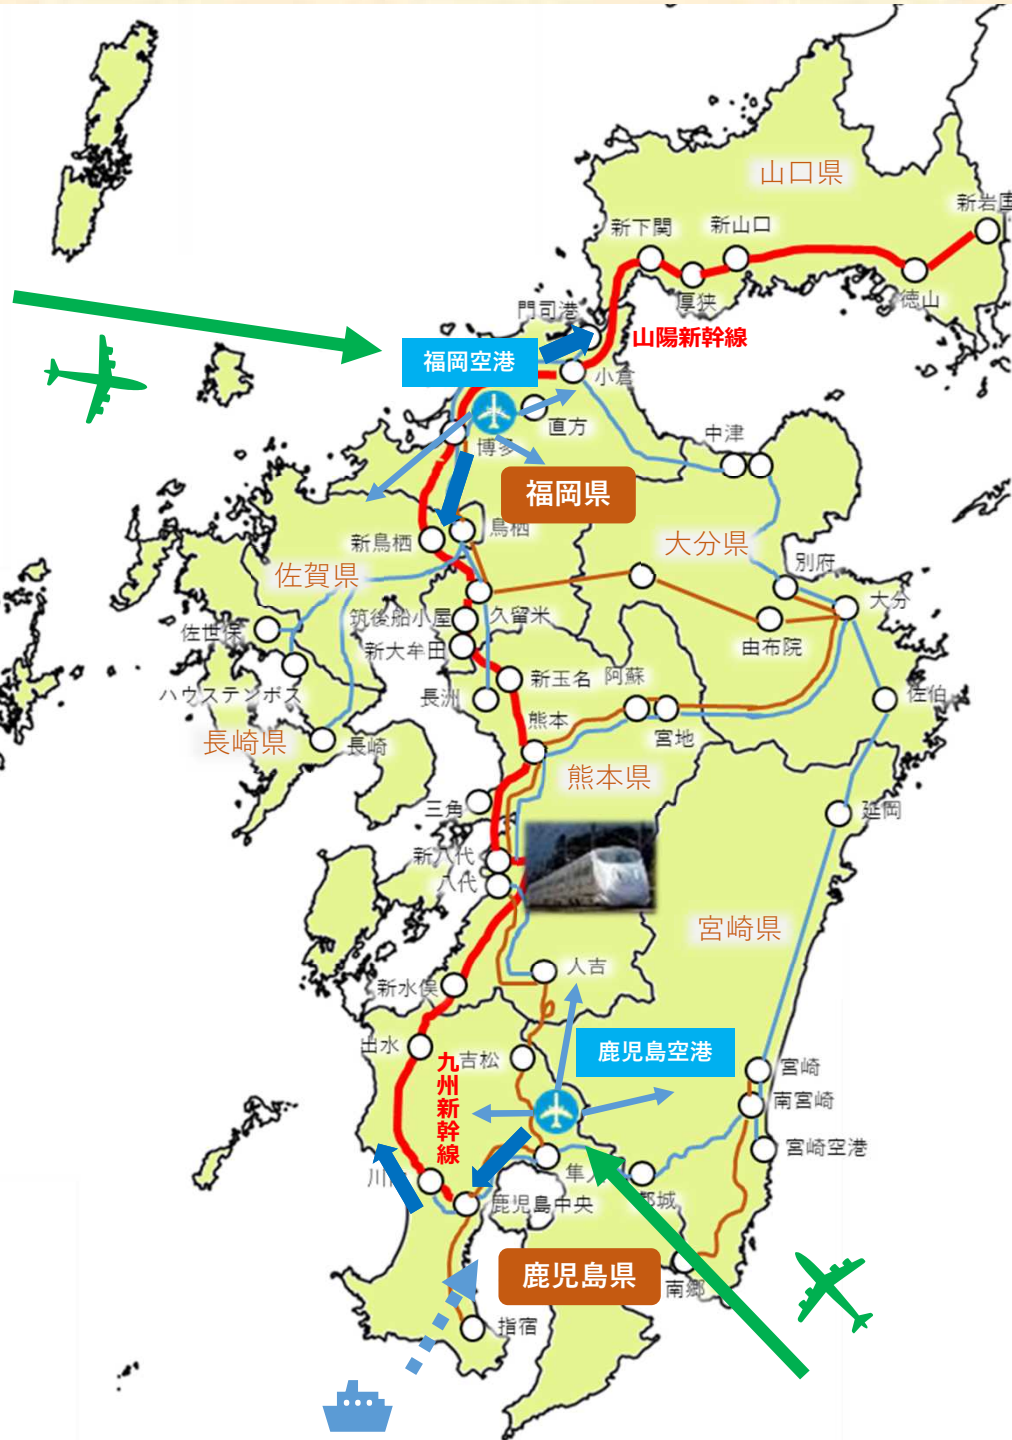 山口県
新岩国
新下関
新山口
厚狭
徳山
門司港
山陽新幹線
福岡空港
小倉
直方
博多
中津
福岡県
鳥栖
新鳥栖
大分県
別府
佐賀県
大分
筑後船小屋
久留米
佐世保
由布院
新大牟田
新玉名
阿蘇
ハウステンボス
長洲
佐伯
熊本
宮地
長崎県
長崎
熊本県
三角
延岡
新八代
八代
宮崎県
人吉
新水俣
出水
吉松
鹿児島空港
九州新幹線
宮崎
南宮崎
宮崎空港
隼人
川内
都城
鹿児島中央
鹿児島県
南郷
指宿